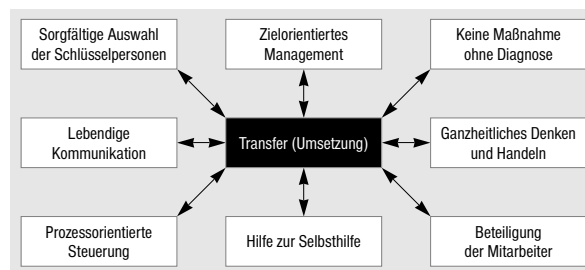 Sorgfältige Auswahl
der Schlüsselpersonen
Zielorientiertes
Management
Keine Maßnahme
ohne Diagnose
Lebendige
Kommunikation
Transfer (Umsetzung)
Ganzheitliches Denken
und Handeln
Prozessorientierte
Steuerung
Hilfe zur Selbsthilfe
Beteiligung
der Mitarbeiter